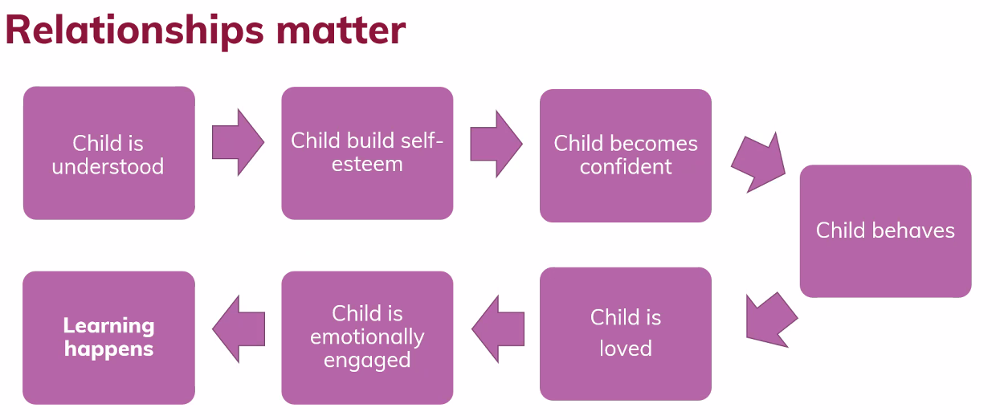 Relationships matter
Child is
understood
Child build self-
esteem
Child becomes
confident
Child behaves
Child is
loved
Child is
emotionally
engaged
Learning
happens